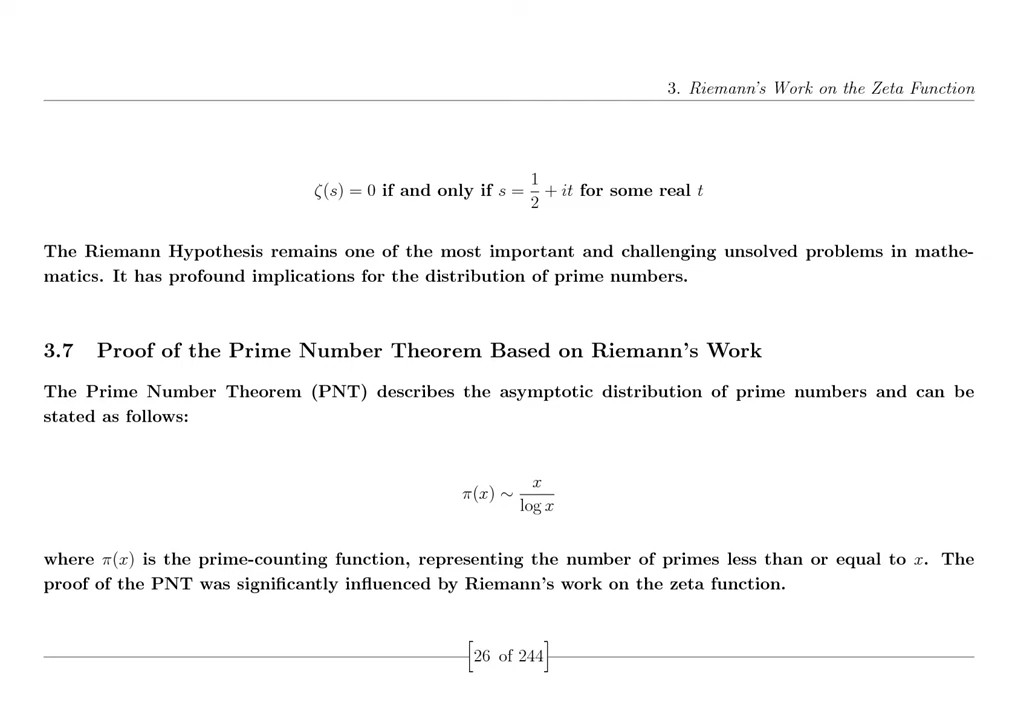 3. Riemann's Work on the Zeta Function
ζ(s) = 0 if and only if s = 1/2 + it for some real t
The Riemann Hypothesis remains one of the most important and challenging unsolved problems in mathe-
matics. It has profound implications for the distribution of prime numbers.
3.7 Proof of the Prime Number Theorem Based on Riemann's Work
The Prime Number Theorem (PNT) describes the asymptotic distribution of prime numbers and can be
stated as follows:
π(x) ∼ x/log x
where π(x) is the prime-counting function, representing the number of primes less than or equal to x. The
proof of the PNT was significantly influenced by Riemann's work on the zeta function.
[26 of 244]